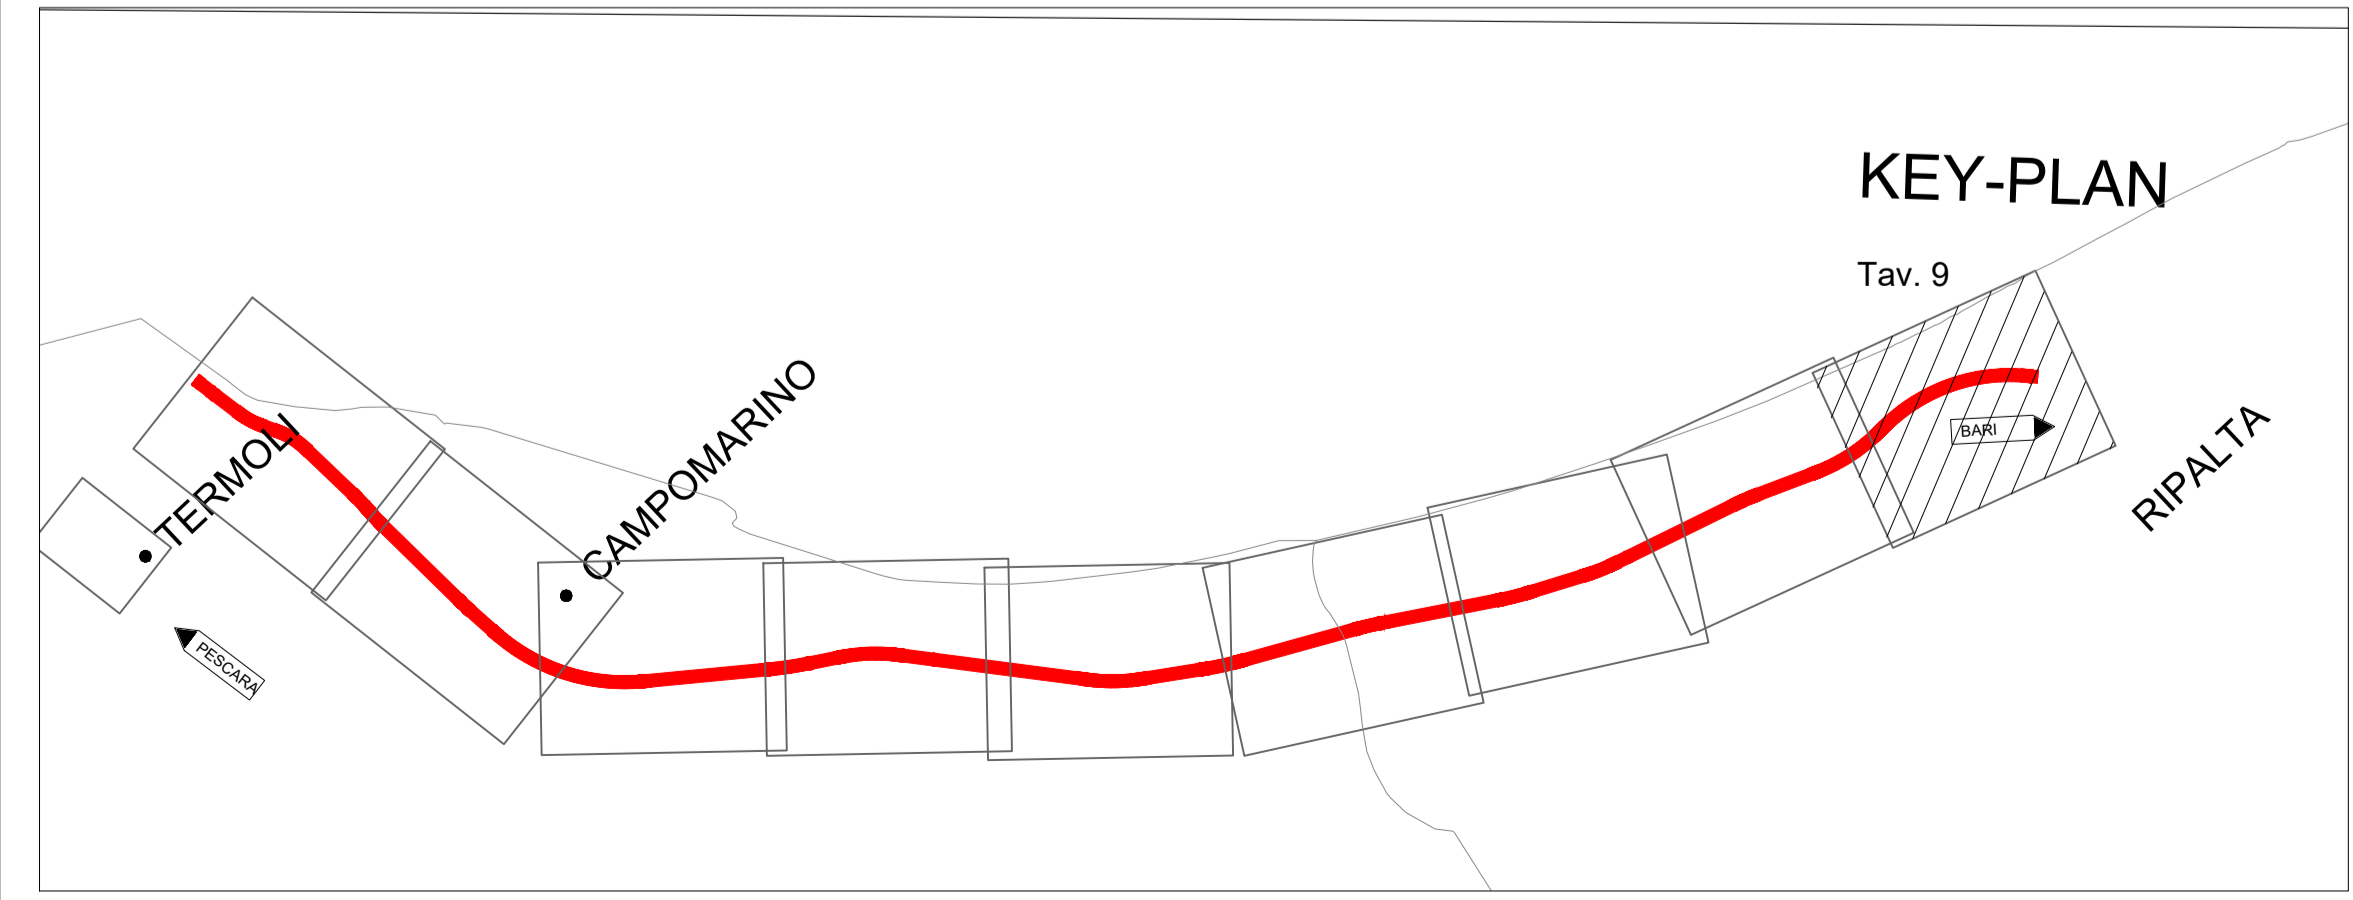 KEY-PLAN
Tav. 9
TERMOLI
CAMPOMARINO
BARI
RIPALTA
PESCARA